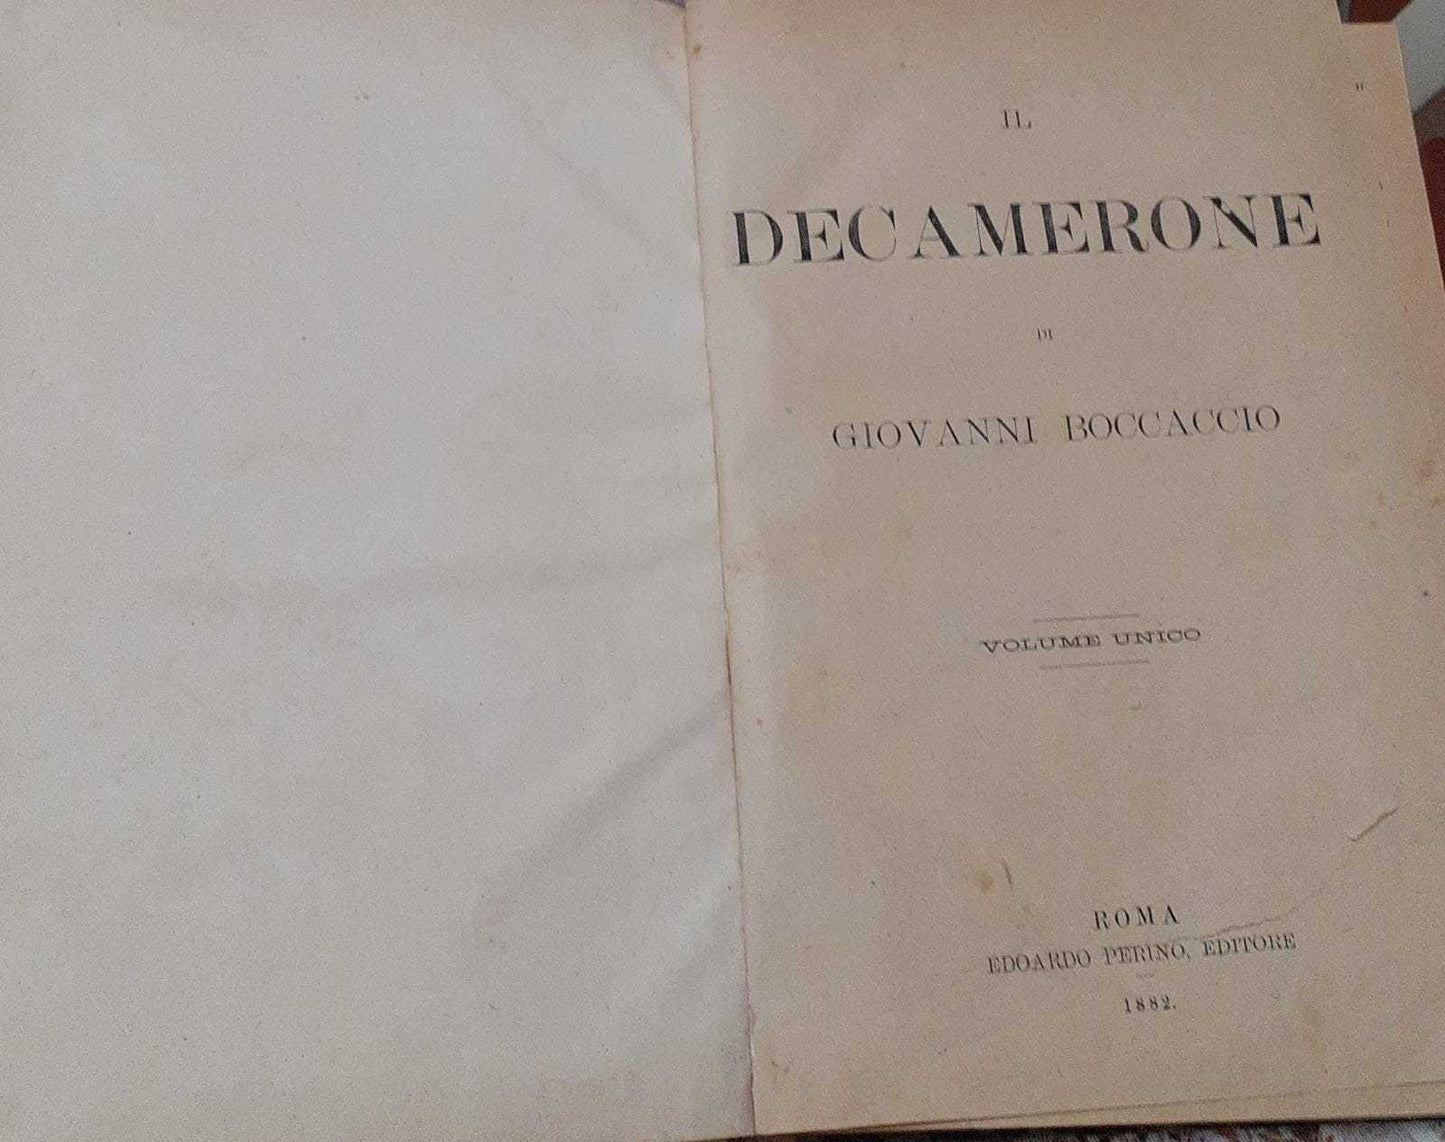 IL
DECAMERONE
DI
GIOVANNI BOCCACCIO
VOLUME UNICO
ROMA
EDOARDO PERINO, EDITORE
1882.